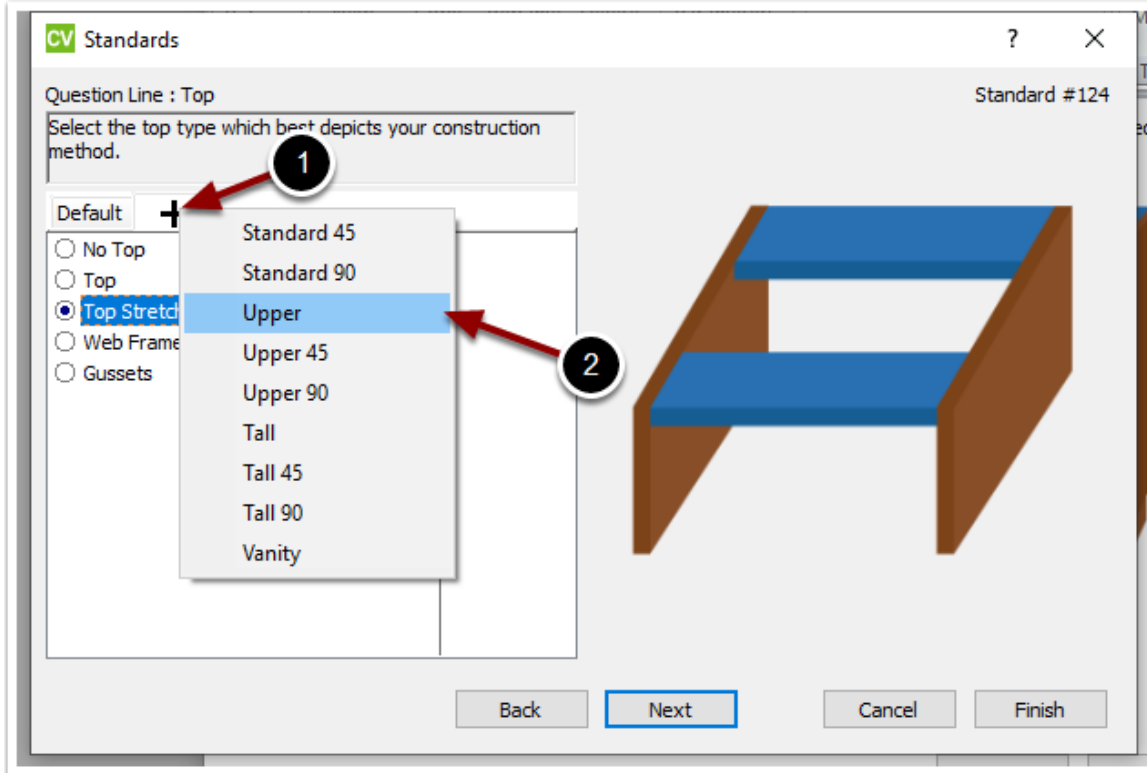 CV Standards ?
Question Line : Top Standard #124
Select the top type which best depicts your construction
method.
1
Default +
No Top
Top
Top Stretc
Web Frame
Gussets
Standard 45
Standard 90
Upper
Upper 45
Upper 90
Tall
Tall 45
Tall 90
Vanity
2
Back Next Cancel Finish